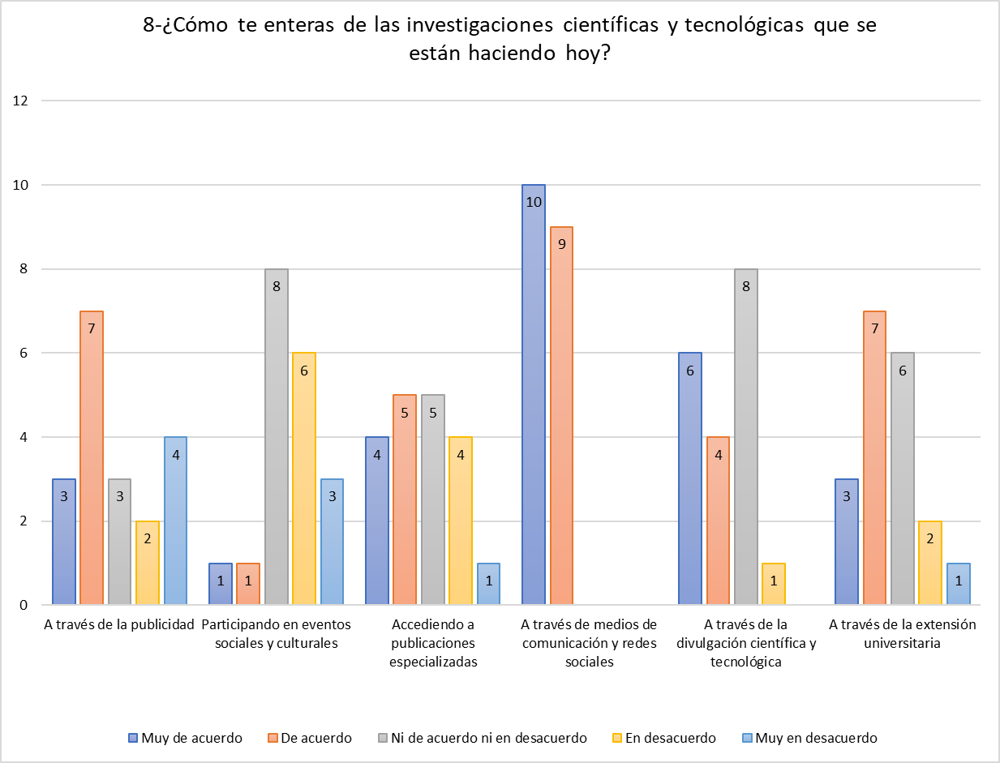 8-¿Cómo te enteras de las investigaciones científicas y tecnológicas que se
están haciendo hoy?
12
10
8
6
4
2
0
3
7
3
2
4
1
1
8
6
3
4
5
5
4
1
10
9
6
4
8
1
3
7
6
2
1
A través de la publicidad
Participando en eventos
sociales y culturales
Accediendo a
publicaciones
especializadas
A través de medios de
comunicación y redes
sociales
A través de la
divulgación científica y
tecnológica
A través de la extensión
universitaria
Muy de acuerdo
De acuerdo
Ni de acuerdo ni en desacuerdo
En desacuerdo
Muy en desacuerdo